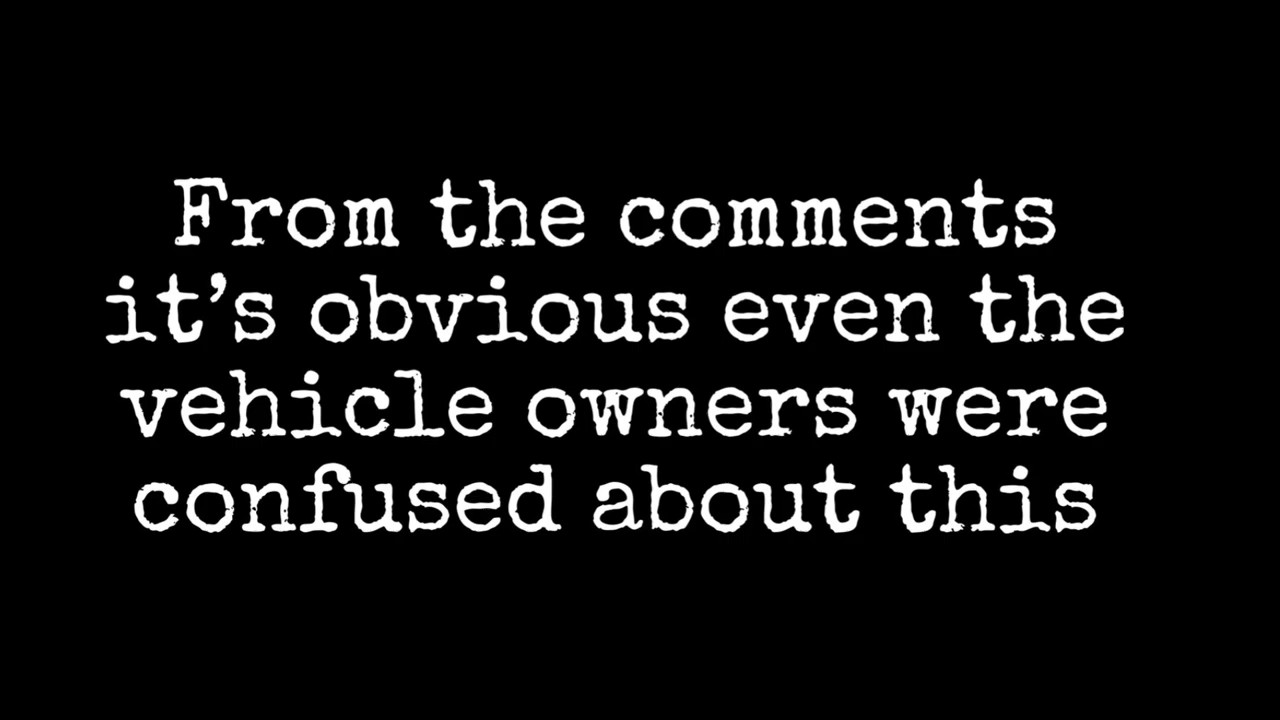 From the comments
it’s obvious even the
vehicle owners were
confused about this